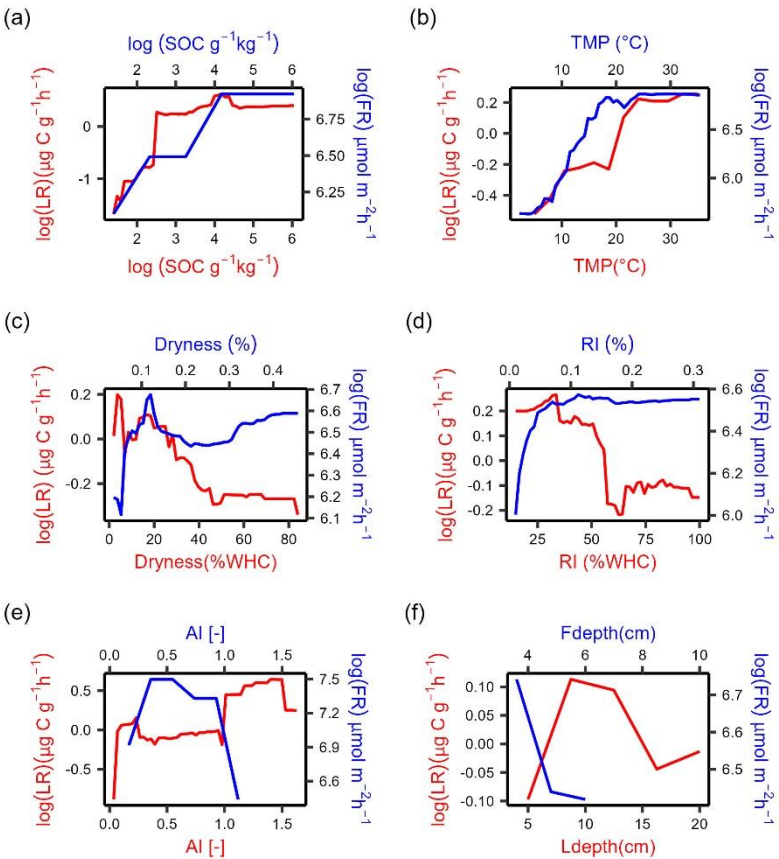 (a)
log (SOC g⁻¹kg⁻¹)
2 3 4 5 6
log(LR)(µg C g⁻¹h⁻¹)
0
-1
6.90
6.75
6.50
6.25
log(FR) µmol m⁻²h⁻¹
2 3 4 5 6
log (SOC g⁻¹kg⁻¹)
(b)
TMP (°C)
10 20 30
log(LR)(µg C g⁻¹h⁻¹)
0.2
0.0
-0.2
-0.4
6.5
6.0
log(FR) µmol m⁻²h⁻¹
10 20 30
TMP(°C)
(c)
Dryness (%)
0.1 0.2 0.3 0.4
log(LR) (µg C g⁻¹h⁻¹)
0.2
0.0
-0.2
6.7
6.6
6.5
6.4
6.3
6.2
6.1
log(FR) µmol m⁻²h⁻¹
0 20 40 60 80
Dryness(%WHC)
(d)
RI (%)
0.0 0.1 0.2 0.3
log(LR)(µg C g⁻¹h⁻¹)
0.2
0.1
0.0
-0.1
-0.2
6.6
6.4
6.2
6.0
log(FR) µmol m⁻²h⁻¹
25 50 75 100
RI (%WHC)
(e)
AI [-]
0.0 0.5 1.0 1.5
log(LR)(µg C g⁻¹h⁻¹)
0.5
0.0
-0.5
7.5
7.2
6.9
6.6
log(FR) µmol m⁻²h⁻¹
0.0 0.5 1.0 1.5
AI [-]
(f)
Fdepth(cm)
4 6 8 10
log(LR)(µg C g⁻¹h⁻¹)
0.10
0.05
0.00
-0.05
-0.10
6.7
6.6
6.5
log(FR) µmol m⁻²h⁻¹
5 10 15 20
Ldepth(cm)